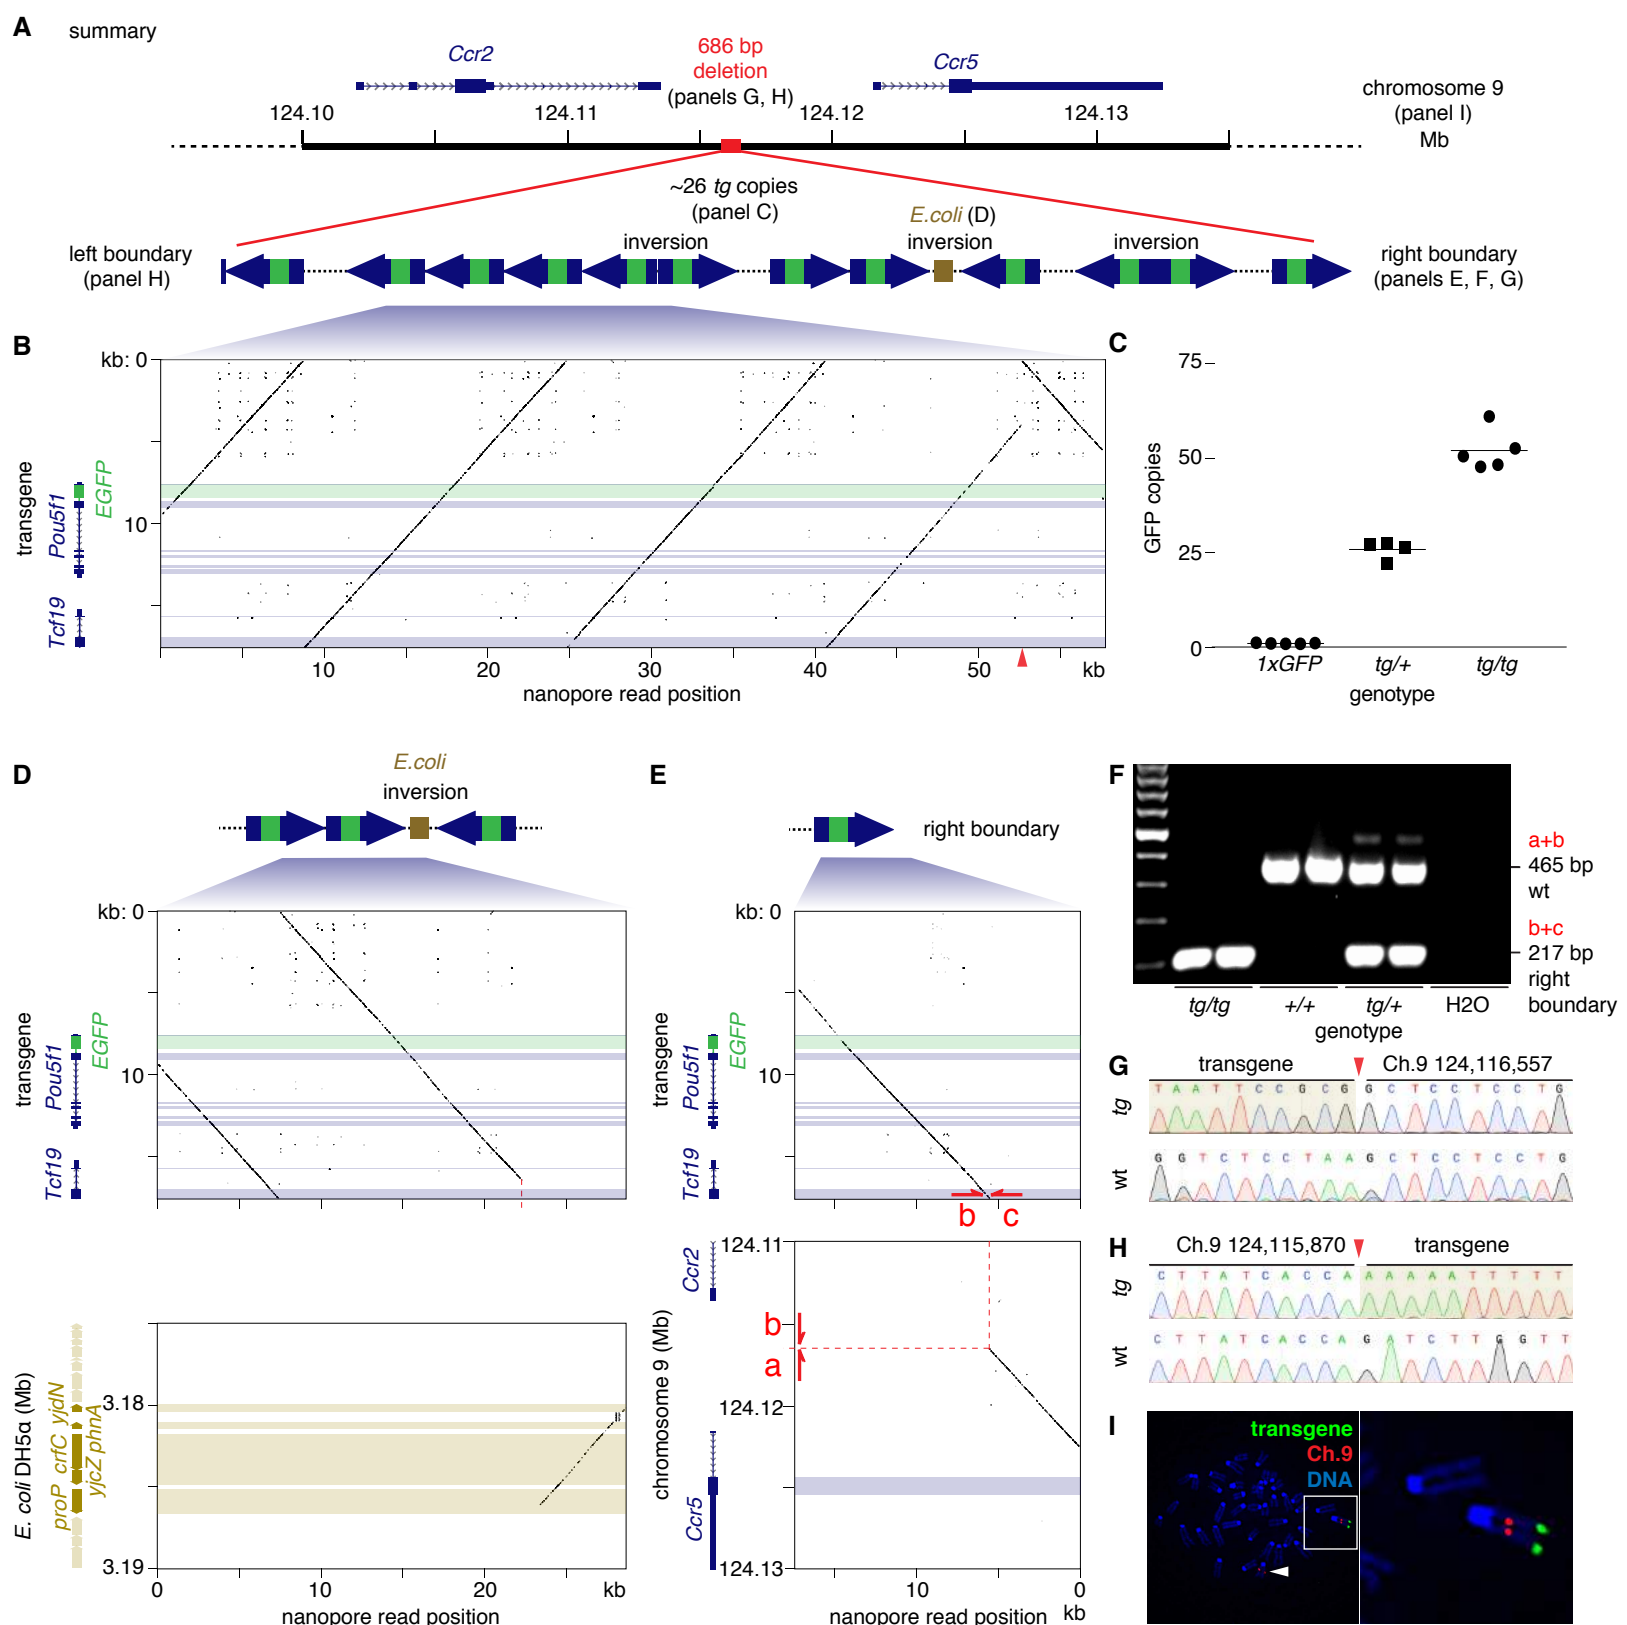 A
summary
Ccr2
686 bp
deletion
(panels G, H)
Ccr5
chromosome 9
(panel I)
Mb
124.10
124.11
124.12
124.13
~26 tg copies
(panel C)
E.coli (D)
inversion
inversion
inversion
left boundary
(panel H)
right boundary
(panels E, F, G)
B
kb: 0
10
transgene
Pou5f1
EGFP
Tcf19
10
20
30
40
50
kb
nanopore read position
C
75
50
25
0
GFP copies
1xGFP
tg/+
tg/tg
genotype
D
E.coli
inversion
kb: 0
10
transgene
Pou5f1
EGFP
Tcf19
E. coli DH5α (Mb)
proP crfC yjdN
yjcZ phnA
3.18
3.19
0
10
20
kb
nanopore read position
E
right boundary
kb: 0
10
transgene
Pou5f1
EGFP
Tcf19
b
c
chromosome 9 (Mb)
Ccr2
Ccr5
124.11
b
a
124.12
124.13
10
0
nanopore read position
kb
F
a+b
465 bp
wt
b+c
217 bp
right
boundary
tg/tg
+/+
tg/+
H2O
genotype
G
transgene
Ch.9 124,116,557
tg
T A A T T C C G C G G C T C C T C C T G
wt
G G T C T C C T A A G C T C C T C C T G
H
Ch.9 124,115,870
transgene
tg
C T T A T C A C C A A A A A A T T T T T
wt
C T T A T C A C C A G A T C T T G G T T
I
transgene
Ch.9
DNA